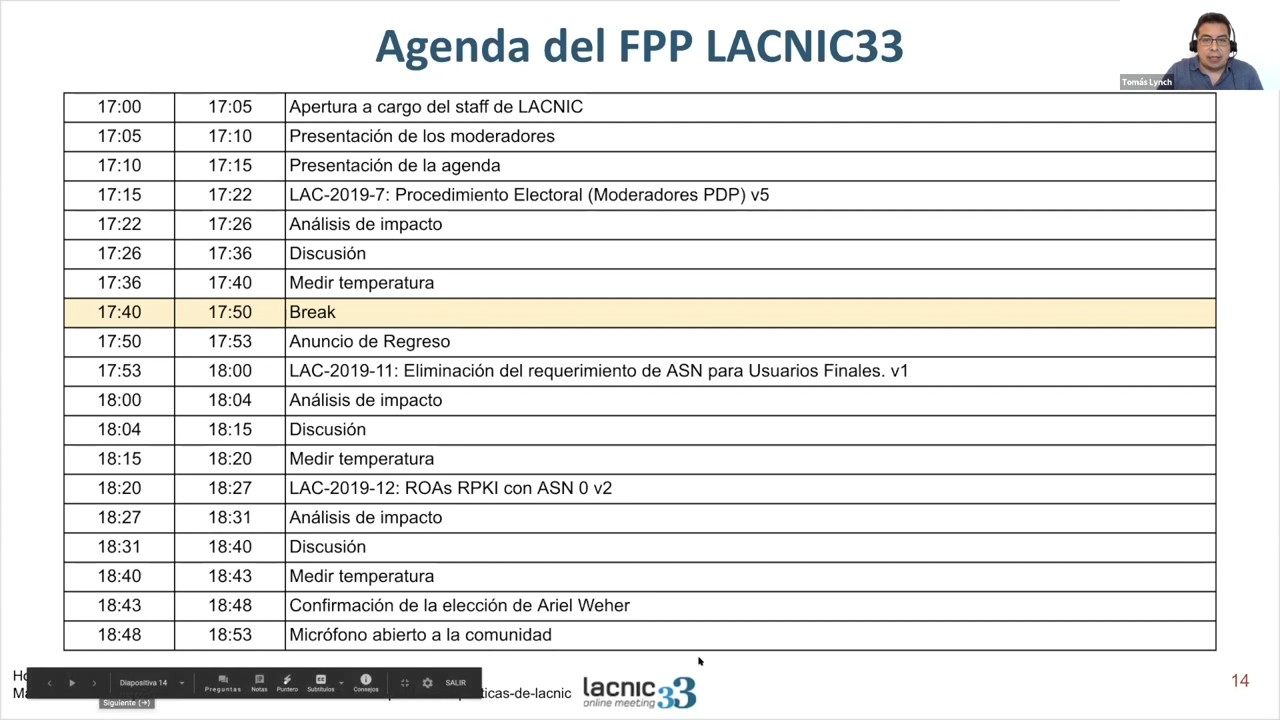 Agenda del FPP LACNIC33
Tomás Lynch
17:00 17:05 Apertura a cargo del staff de LACNIC
17:05 17:10 Presentación de los moderadores
17:10 17:15 Presentación de la agenda
17:15 17:22 LAC-2019-7: Procedimiento Electoral (Moderadores PDP) v5
17:22 17:26 Análisis de impacto
17:26 17:36 Discusión
17:36 17:40 Medir temperatura
17:40 17:50 Break
17:50 17:53 Anuncio de Regreso
17:53 18:00 LAC-2019-11: Eliminación del requerimiento de ASN para Usuarios Finales. v1
18:00 18:04 Análisis de impacto
18:04 18:15 Discusión
18:15 18:20 Medir temperatura
18:20 18:27 LAC-2019-12: ROAs RPKI con ASN 0 v2
18:27 18:31 Análisis de impacto
18:31 18:40 Discusión
18:40 18:43 Medir temperatura
18:43 18:48 Confirmación de la elección de Ariel Weher
18:48 18:53 Micrófono abierto a la comunidad
Diapositiva 14 Preguntas Notas Puntero Subtítulos Consejos SALIR
Siguiente (→)
ticas-de-lacnic
lacnic 33
online meeting
14